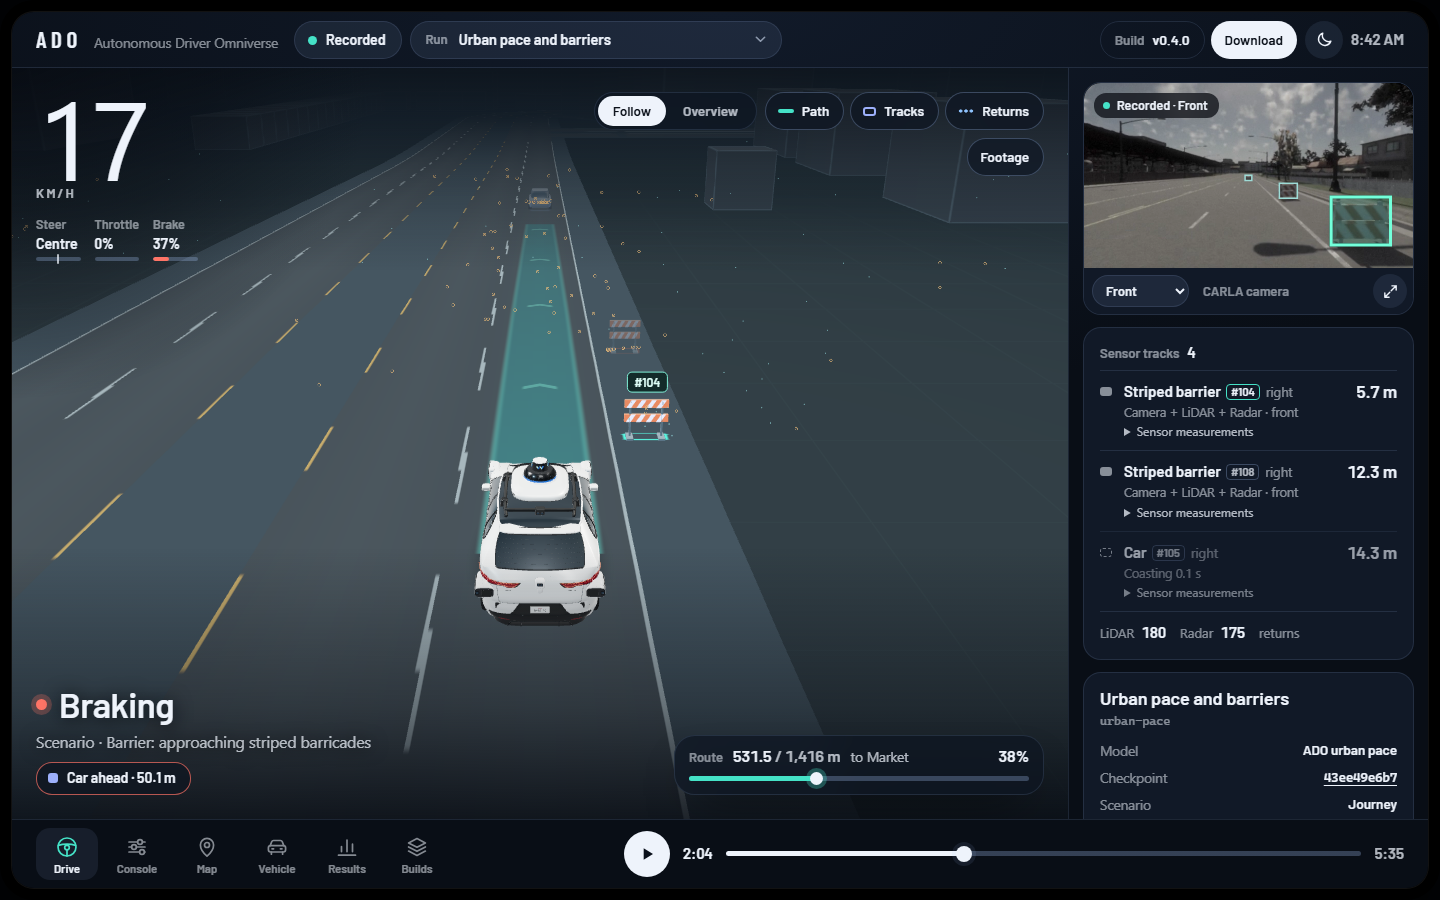 ADO Autonomous Driver Omniverse
Recorded
Run Urban pace and barriers
Build v0.4.0
Download
8:42 AM
17
KM/H
Steer Throttle Brake
Centre 0% 37%
Follow Overview
Path
Tracks
Returns
Footage
#104
Braking
Scenario · Barrier: approaching striped barricades
Car ahead · 50.1 m
Route 531.5 / 1,416 m to Market 38%
Recorded · Front
Front
CARLA camera
Sensor tracks 4
Striped barrier #104 right 5.7 m
Camera + LiDAR + Radar · front
Sensor measurements
Striped barrier #108 right 12.3 m
Camera + LiDAR + Radar · front
Sensor measurements
Car #105 right 14.3 m
Coasting 0.1 s
Sensor measurements
LiDAR 180 Radar 175 returns
Urban pace and barriers
urban-pace
Model ADO urban pace
Checkpoint 43ee49e6b7
Scenario Journey
Drive
Console
Map
Vehicle
Results
Builds
2:04
5:35